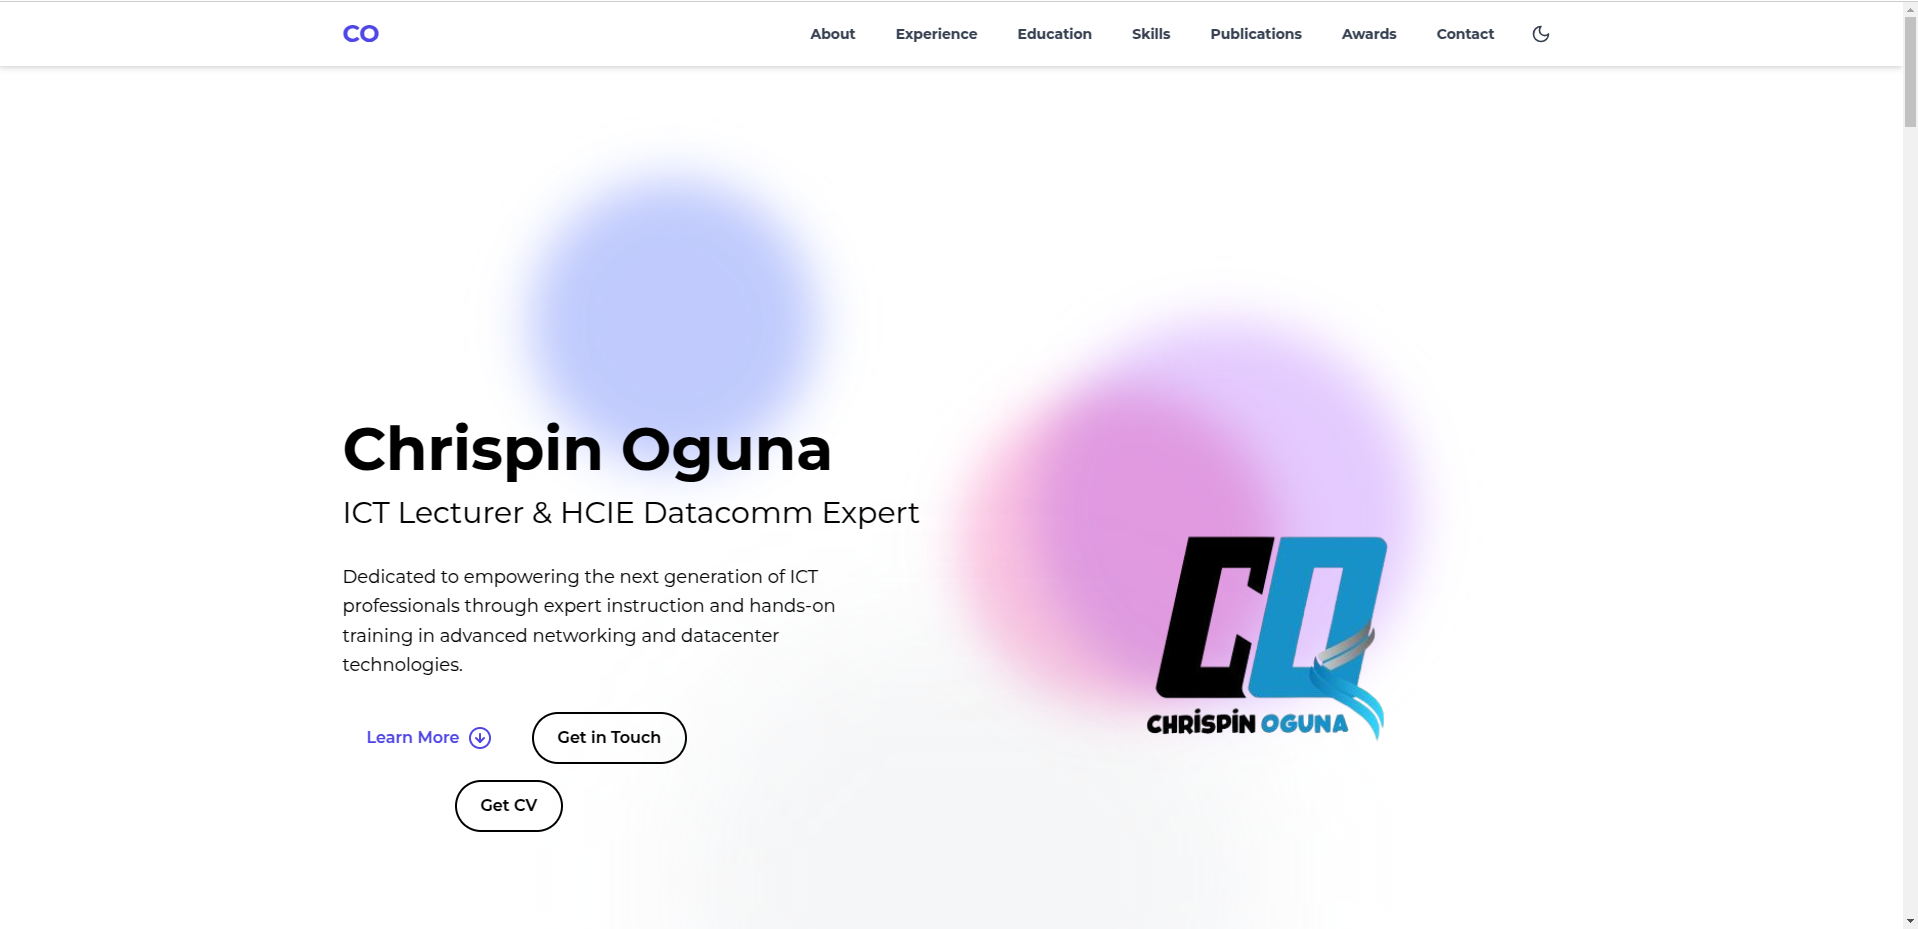 CO
About Experience Education Skills Publications Awards Contact
Chrispin Oguna
ICT Lecturer & HCIE Datacomm Expert
Dedicated to empowering the next generation of ICT
professionals through expert instruction and hands-on
training in advanced networking and datacenter
technologies.
Learn More
Get in Touch
Get CV
CO
CHRISPIN OGUNA